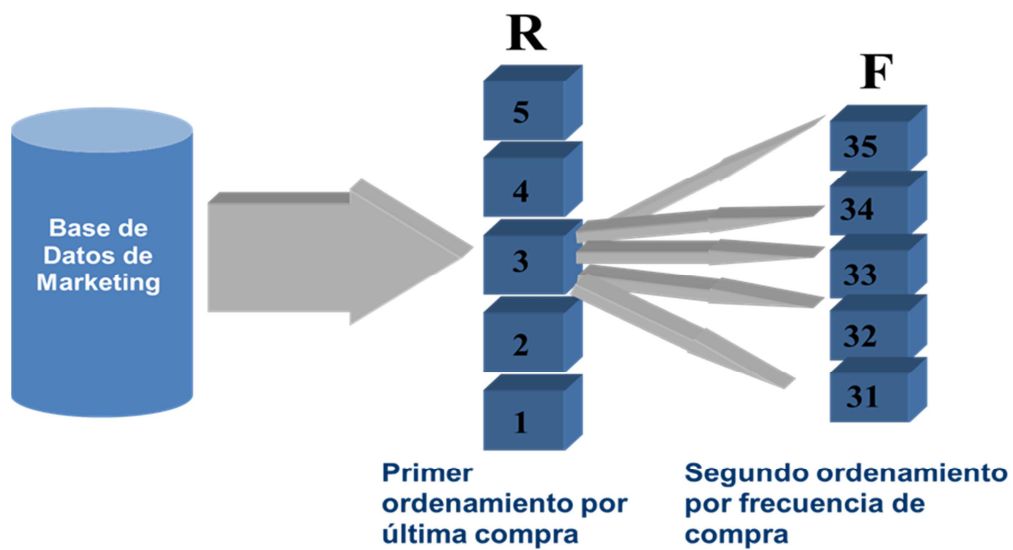 Base de
Datos de
Marketing
R
5
4
3
2
1
F
35
34
33
32
31
Primer
ordenamiento por
última compra
Segundo ordenamiento
por frecuencia de
compra